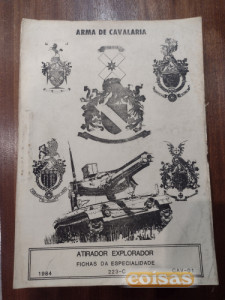 ARMA DE CAVALARIA
ATIRADOR EXPLORADOR
FICHAS DA ESPECIALIDADE
223-C
1984
coisas